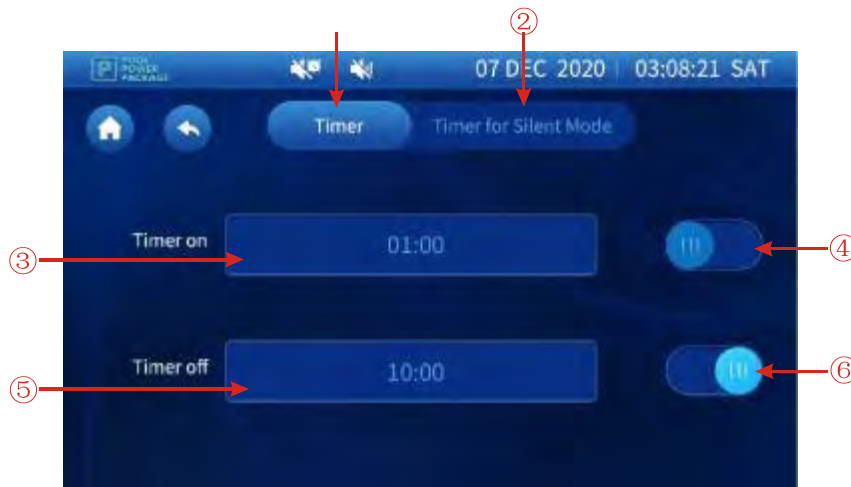 ②
P POOL
POWER
PACKAGE
07 DEC 2020 03:08:21 SAT
Timer Timer for Silent Mode
③ Timer on 01:00 ④
⑤ Timer off 10:00 ⑥